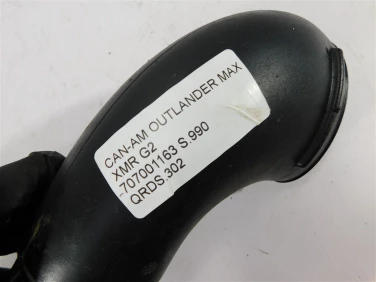 CAN-AM OUTLANDER MAX
XMR G2
-707001163 S.990
QRDS.302